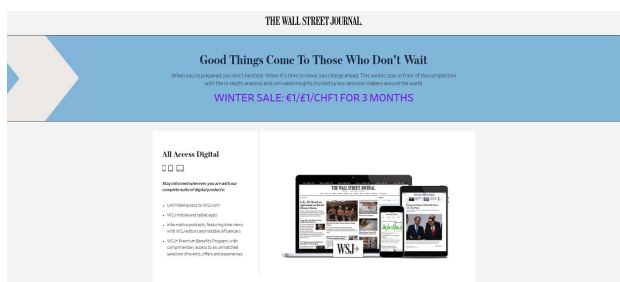 THE WALL STREET JOURNAL.
Good Things Come To Those Who Don't Wait
When you're prepared, you don't hesitate. When it's time to move, you charge ahead. This winter, stay in front of the competition
with the in-depth analysis and unrivaled insights trusted by key decision-makers around the world.
WINTER SALE: €1/£1/CHF1 FOR 3 MONTHS
All Access Digital
Stay informed wherever you are with our
complete suite of digital products:
• Unlimited access to WSJ.com
• WSJ mobile and tablet apps
• Informative podcasts, featuring interviews
with WSJ editors and notable influencers
• WSJ+ Premium Benefits Program, with
complimentary access to an unmatched
selection of events, offers and experiences
THE WALL STREET JOURNAL
WSJ+